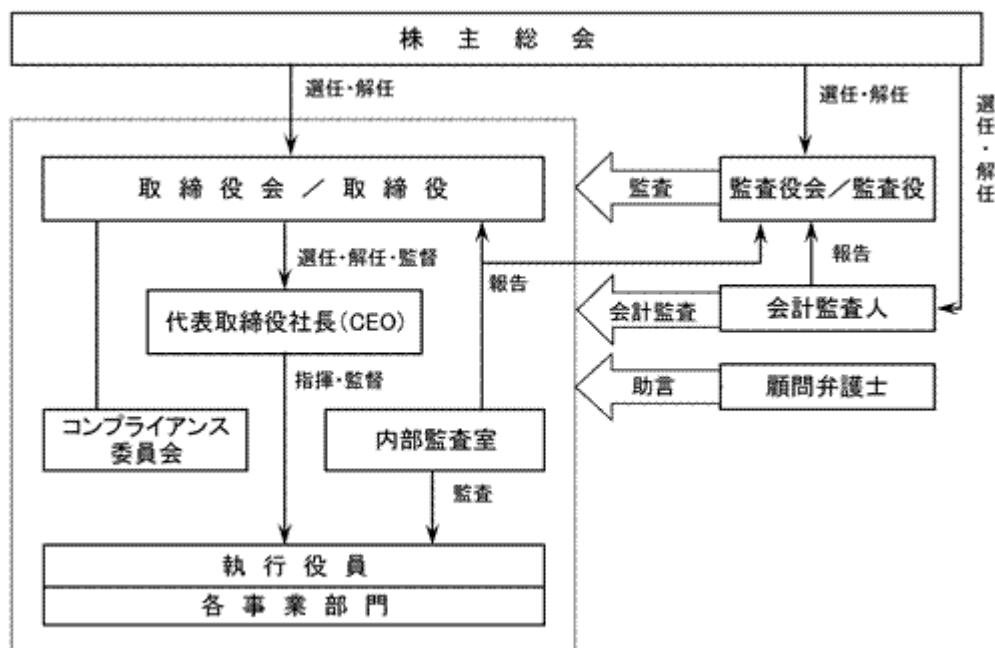 株主総会
選任・解任
選任・解任
選任・解任
取締役会／取締役
監査
監査役会／監査役
選任・解任・監督
報告
報告
代表取締役社長（CEO）
会計監査
会計監査人
指揮・監督
助言
顧問弁護士
コンプライアンス
委員会
内部監査室
監査
執行役員
各事業部門